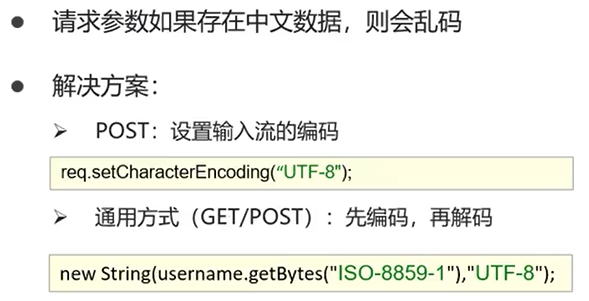 ● 请求参数如果存在中文数据，则会乱码
● 解决方案：
➢ POST：设置输入流的编码
req.setCharacterEncoding(“UTF-8”);
➢ 通用方式（GET/POST）：先编码，再解码
new String(username.getBytes("ISO-8859-1"),"UTF-8");